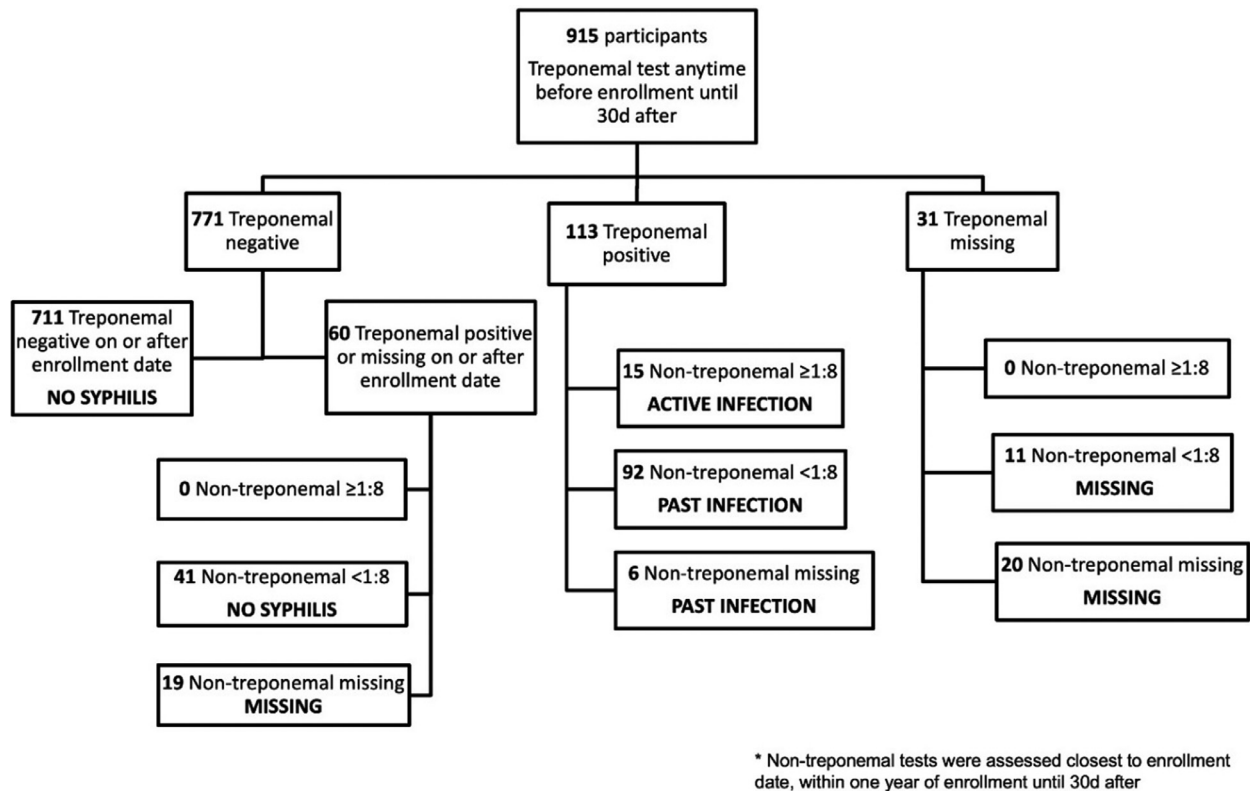 915 participants
Treponemal test anytime
before enrollment until
30d after
771 Treponemal
negative
113 Treponemal
positive
31 Treponemal
missing
711 Treponemal
negative on or after
enrollment date
NO SYPHILIS
60 Treponemal positive
or missing on or after
enrollment date
0 Non-treponemal ≥1:8
41 Non-treponemal <1:8
NO SYPHILIS
19 Non-treponemal missing
MISSING
15 Non-treponemal ≥1:8
ACTIVE INFECTION
92 Non-treponemal <1:8
PAST INFECTION
6 Non-treponemal missing
PAST INFECTION
0 Non-treponemal ≥1:8
11 Non-treponemal <1:8
MISSING
20 Non-treponemal missing
MISSING
* Non-treponemal tests were assessed closest to enrollment
date, within one year of enrollment until 30d after